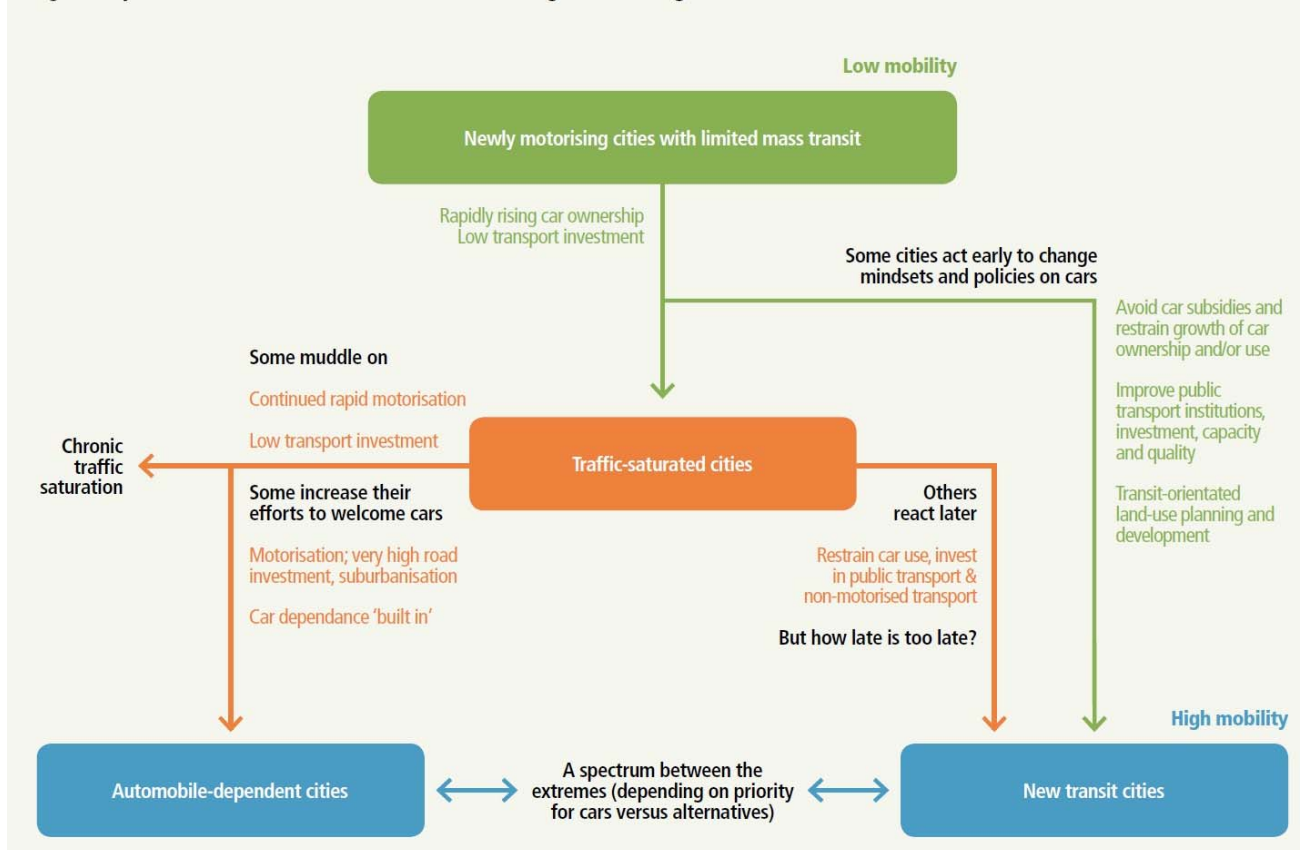 Low mobility
Newly motorising cities with limited mass transit
Rapidly rising car ownership
Low transport investment
Some cities act early to change
mindsets and policies on cars
Avoid car subsidies and
restrain growth of car
ownership and/or use
Improve public
transport institutions,
investment, capacity
and quality
Transit-orientated
land-use planning and
development
Some muddle on
Continued rapid motorisation
Low transport investment
Chronic
traffic
saturation
Traffic-saturated cities
Some increase their
efforts to welcome cars
Motorisation; very high road
investment, suburbanisation
Car dependance ‘built in’
Others
react later
Restrain car use, invest
in public transport &
non-motorised transport
But how late is too late?
High mobility
Automobile-dependent cities
A spectrum between the
extremes (depending on priority
for cars versus alternatives)
New transit cities